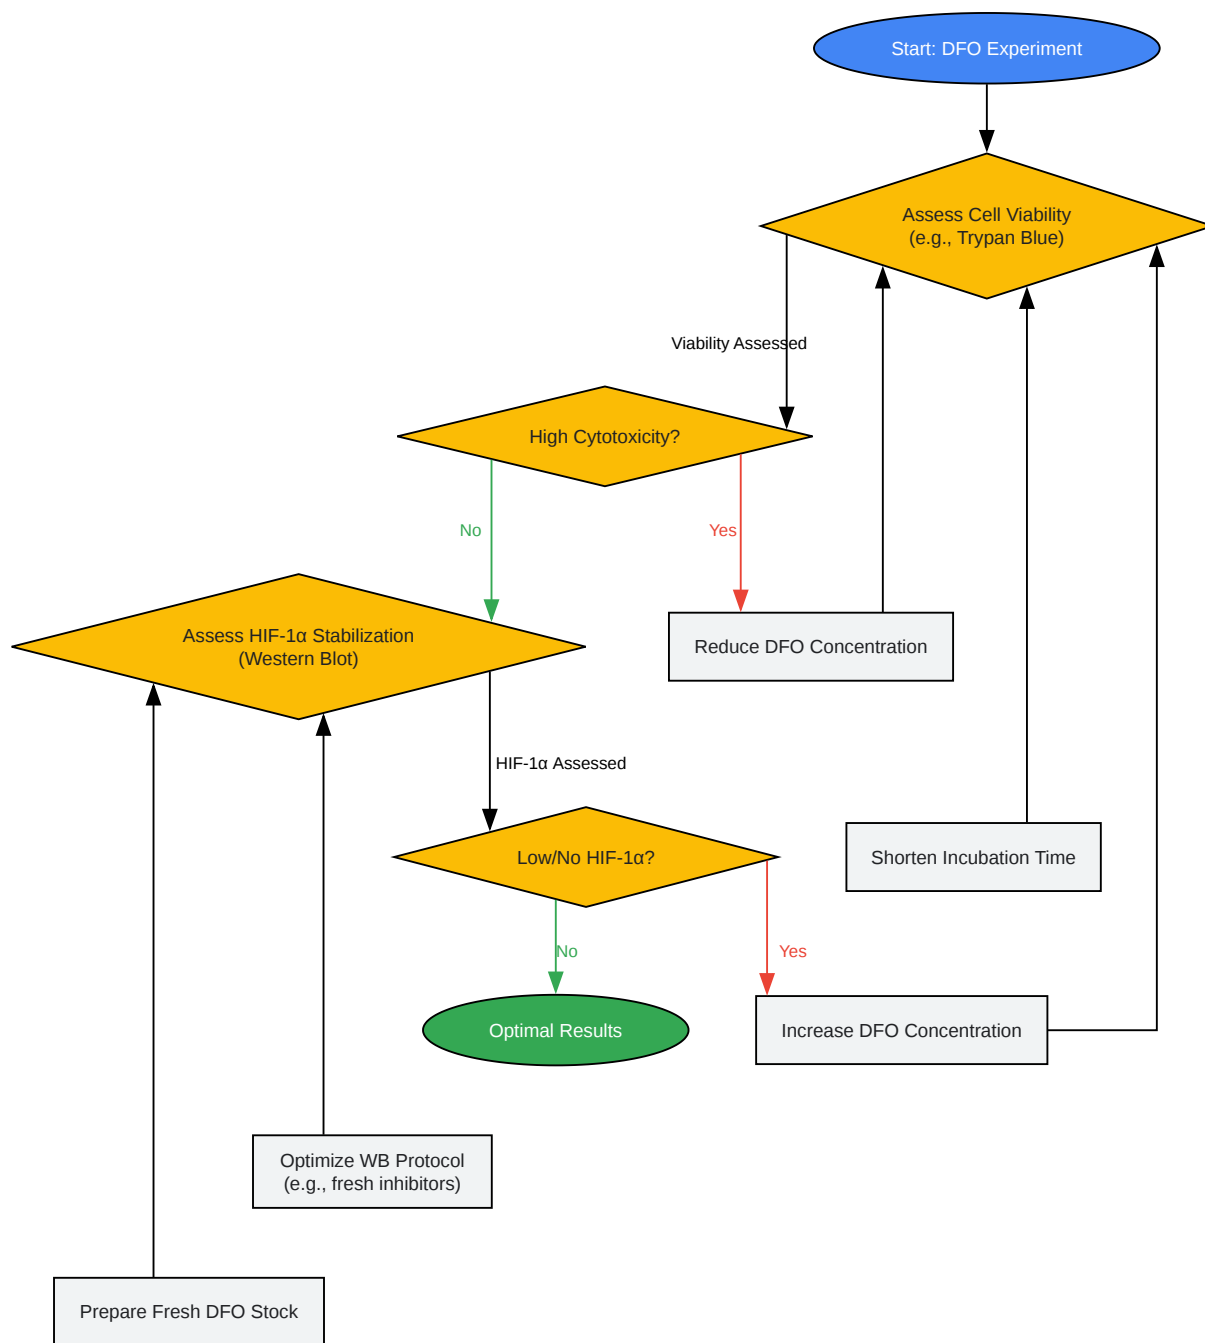 Start: DFO Experiment
Assess Cell Viability
(e.g., Trypan Blue)
Viability Assessed
High Cytotoxicity?
No
Yes
Assess HIF-1α Stabilization
(Western Blot)
Reduce DFO Concentration
HIF-1α Assessed
Low/No HIF-1α?
Shorten Incubation Time
No
Yes
Optimal Results
Increase DFO Concentration
Optimize WB Protocol
(e.g., fresh inhibitors)
Prepare Fresh DFO Stock